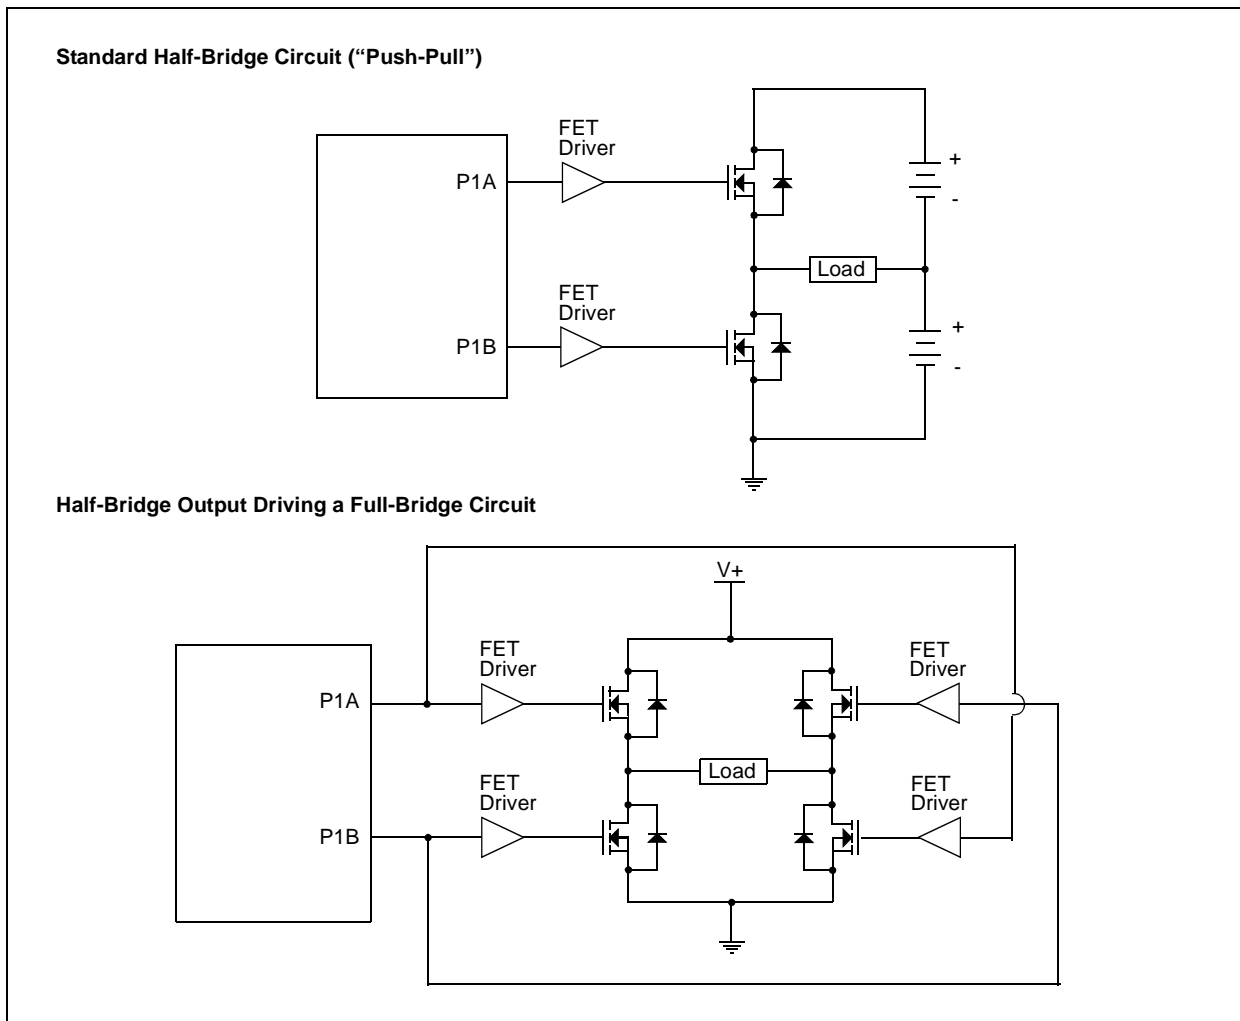 Standard Half-Bridge Circuit (“Push-Pull”)
FET
Driver
P1A
+
-
Load
FET
Driver
P1B
+
-
Half-Bridge Output Driving a Full-Bridge Circuit
V+
FET
Driver
FET
Driver
P1A
Load
FET
Driver
FET
Driver
P1B